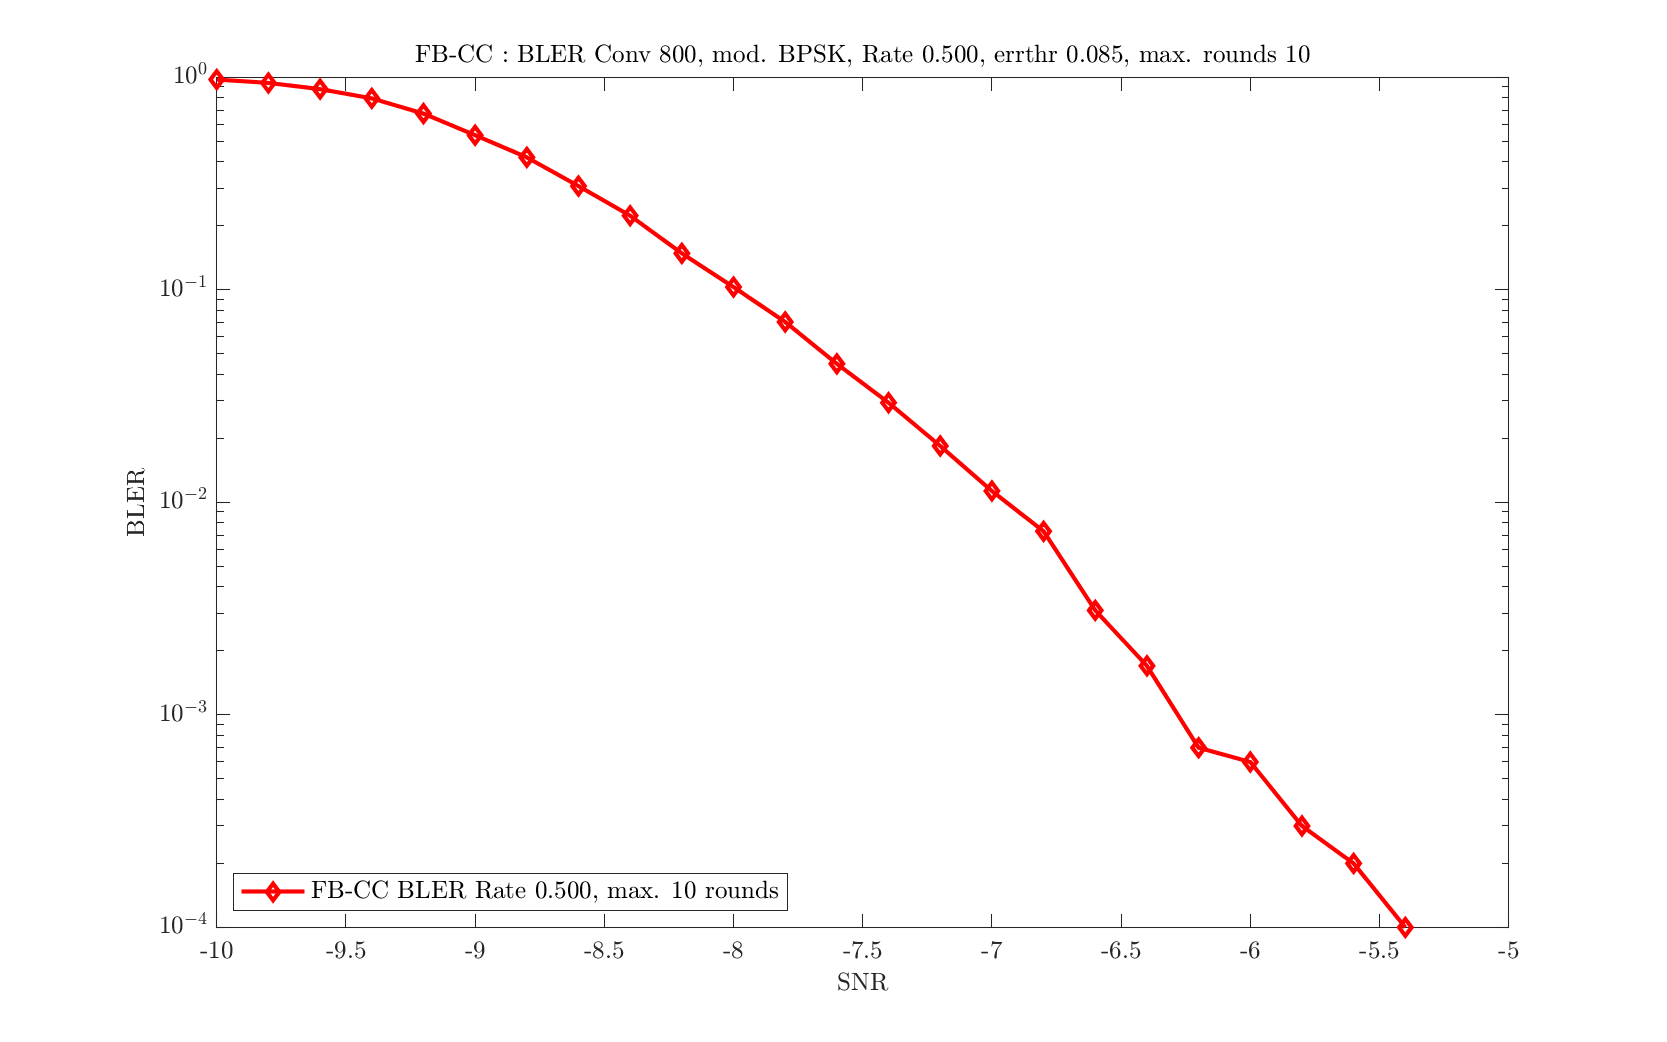 FB-CC : BLER Conv 800, mod. BPSK, Rate 0.500, errthr 0.085, max. rounds 10
10^0
10^−1
10^−2
10^−3
10^−4
BLER
FB-CC BLER Rate 0.500, max. 10 rounds
-10 -9.5 -9 -8.5 -8 -7.5 -7 -6.5 -6 -5.5 -5
SNR